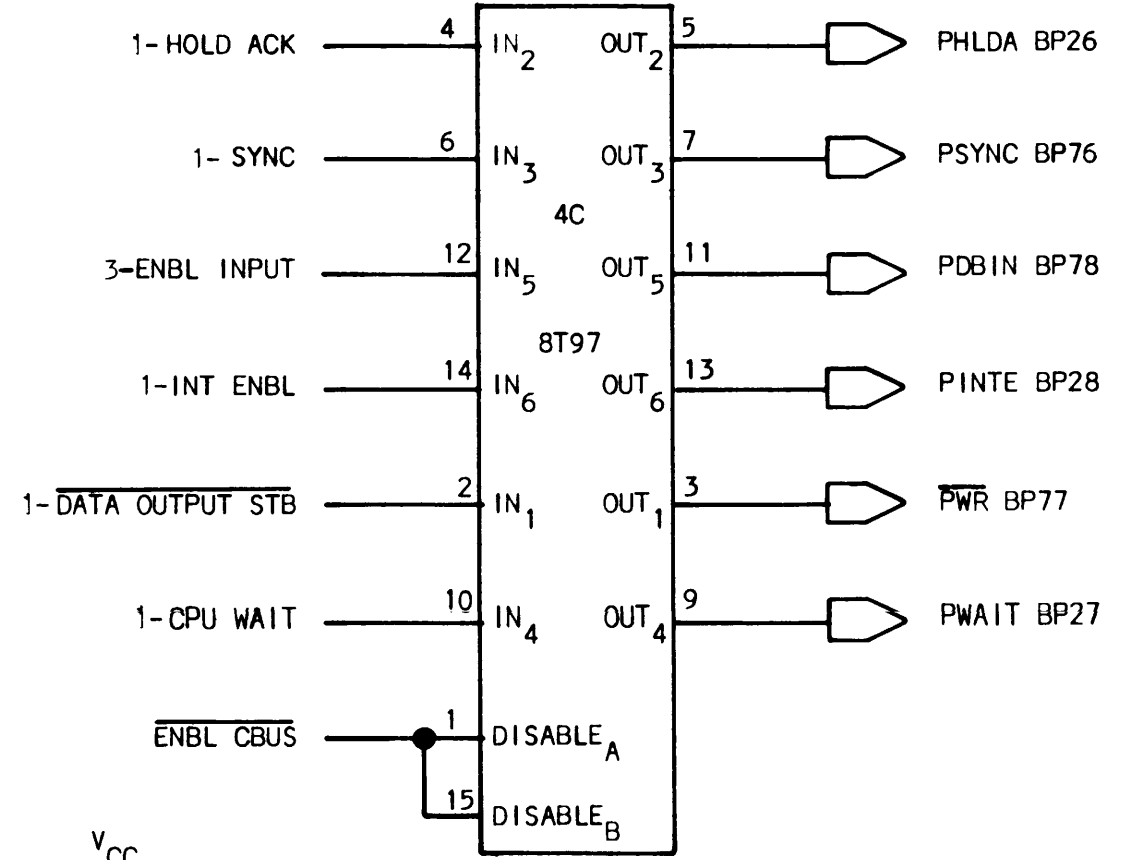 1-HOLD ACK 4 IN2 OUT2 5 PHLDA BP26
1- SYNC 6 IN3 OUT3 7 PSYNC BP76
4C
3-ENBL INPUT 12 IN5 OUT5 11 PDBIN BP78
8T97
1-INT ENBL 14 IN6 OUT6 13 PINTE BP28
1-DATA OUTPUT STB 2 IN1 OUT1 3 PWR BP77
1-CPU WAIT 10 IN4 OUT4 9 PWAIT BP27
ENBL CBUS 1 DISABLEA
15 DISABLEB
VCC